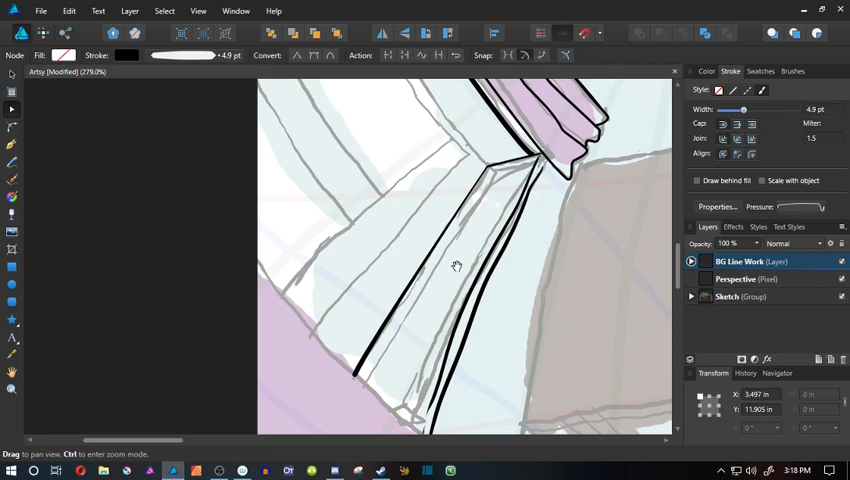 File Edit Text Layer Select View Window Help
Node Fill: Stroke: 4.9 pt Convert: Action: Snap:
Artsy [Modified] (279.0%)
Color Stroke Swatches Brushes
Style:
Width: 4.9 pt
Cap: Miter:
Join: 1.5
Align:
Draw behind fill Scale with object
Properties... Pressure:
Layers Effects Styles Text Styles
Opacity: 100 % Normal
BG Line Work (Layer)
Perspective (Pixel)
Sketch (Group)
fx
Transform History Navigator
X: 3.497 in W: 0 in
Y: 11.905 in H: 0 in
0 ° 0 °
Drag to pan view. Ctrl to enter zoom mode.
3:18 PM